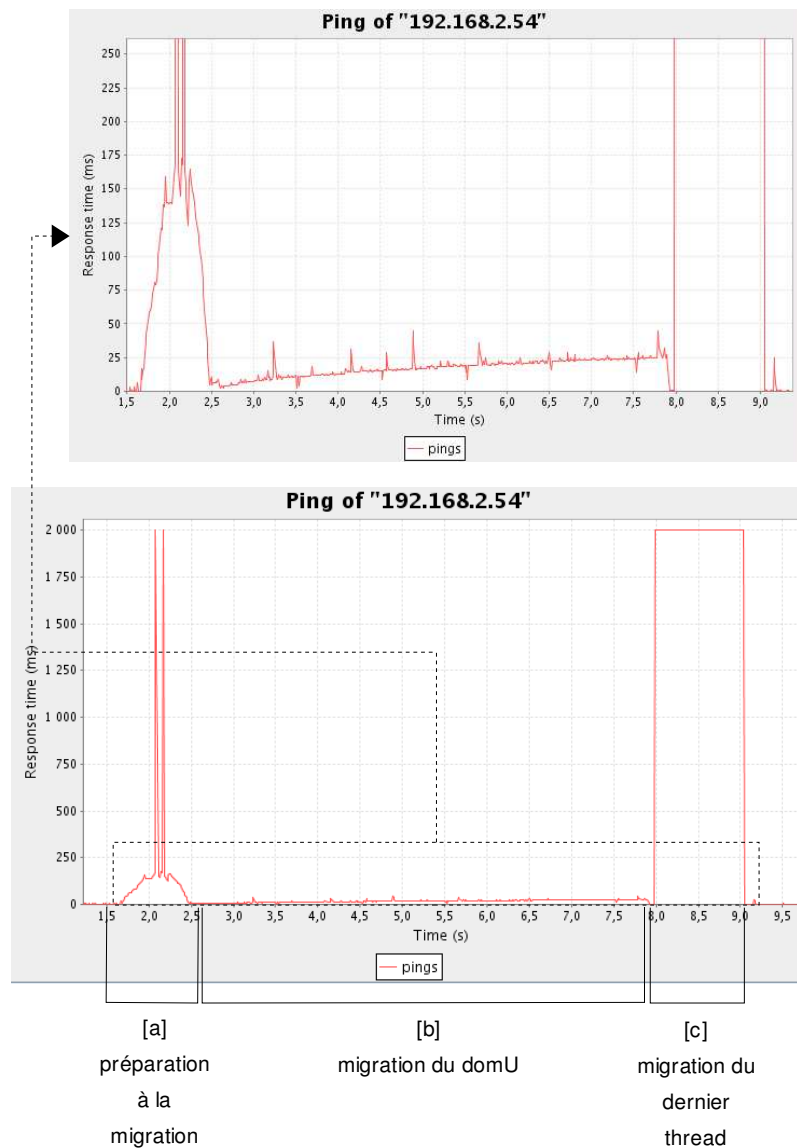 Ping of "192.168.2.54"
250
225
200
175
150
125
100
75
50
25
0
Response time (ms)
1,5 2,0 2,5 3,0 3,5 4,0 4,5 5,0 5,5 6,0 6,5 7,0 7,5 8,0 8,5 9,0
Time (s)
pings
Ping of "192.168.2.54"
2 000
1 750
1 500
1 250
1 000
750
500
250
0
Response time (ms)
1,5 2,0 2,5 3,0 3,5 4,0 4,5 5,0 5,5 6,0 6,5 7,0 7,5 8,0 8,5 9,0 9,5
Time (s)
pings
[a]
préparation
à la
migration
[b]
migration du domU
[c]
migration du
dernier
thread